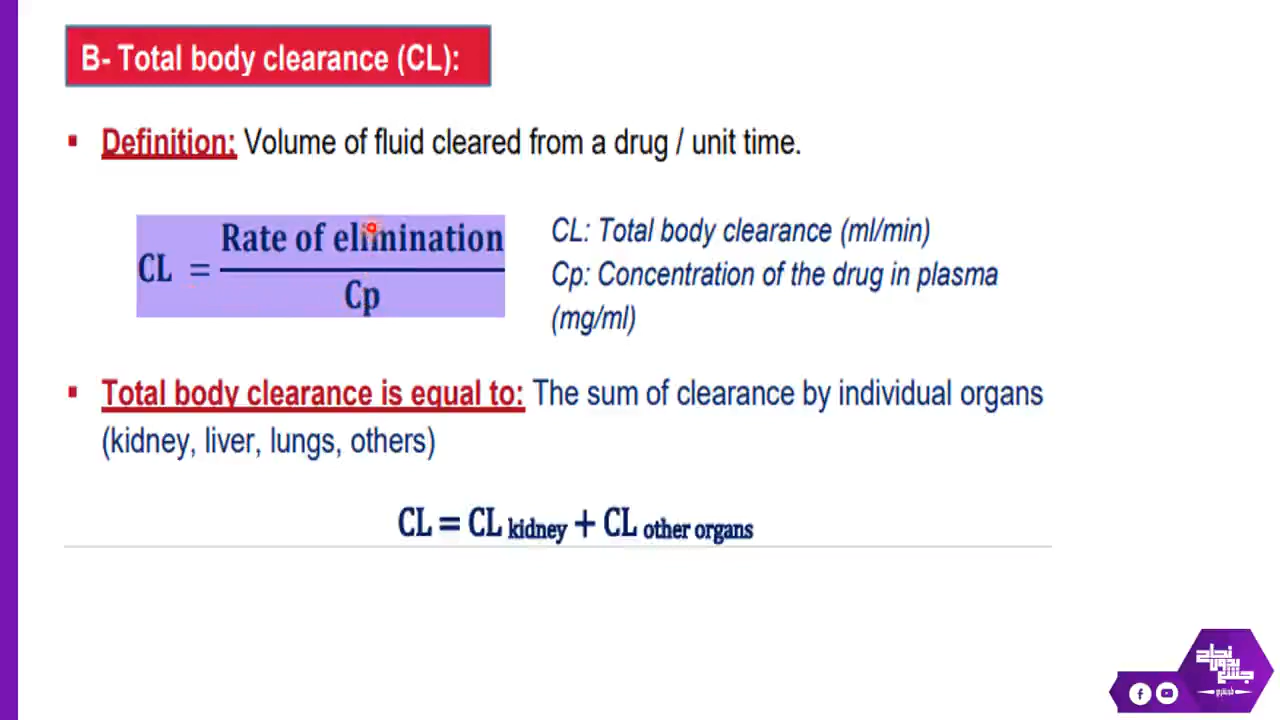 B- Total body clearance (CL):
▪ Definition: Volume of fluid cleared from a drug / unit time.
CL = Rate of elimination / Cp
CL: Total body clearance (ml/min)
Cp: Concentration of the drug in plasma
(mg/ml)
▪ Total body clearance is equal to: The sum of clearance by individual organs
(kidney, liver, lungs, others)
CL = CL kidney + CL other organs